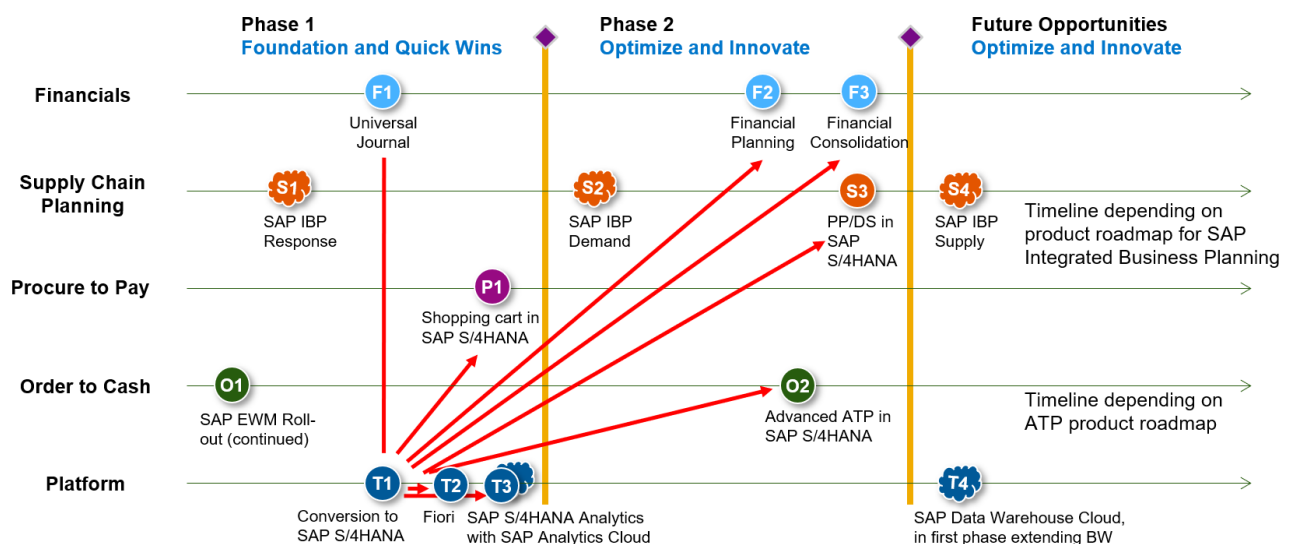 Phase 1
Foundation and Quick Wins
Phase 2
Optimize and Innovate
Future Opportunities
Optimize and Innovate
Financials
F1
Universal
Journal
F2
Financial
Planning
F3
Financial
Consolidation
Supply Chain
Planning
S1
SAP IBP
Response
S2
SAP IBP
Demand
S3
PP/DS in
SAP
S/4HANA
S4
SAP IBP
Supply
Timeline depending on
product roadmap for SAP
Integrated Business Planning
Procure to Pay
P1
Shopping cart in
SAP S/4HANA
Order to Cash
O1
SAP EWM Roll-
out (continued)
O2
Advanced ATP in
SAP S/4HANA
Timeline depending on
ATP product roadmap
Platform
T1
Conversion to
SAP S/4HANA
T2
Fiori
T3
SAP S/4HANA Analytics
with SAP Analytics Cloud
T4
SAP Data Warehouse Cloud,
in first phase extending BW